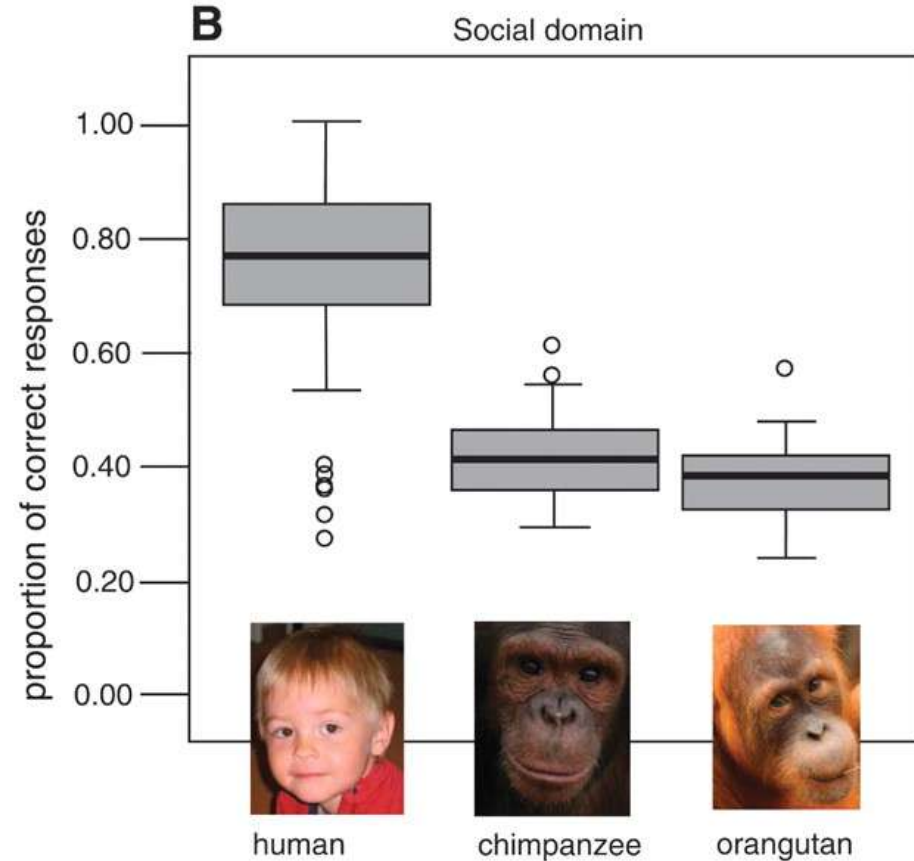 B
Social domain
proportion of correct responses
1.00
0.80
0.60
0.40
0.20
0.00
human
chimpanzee
orangutan